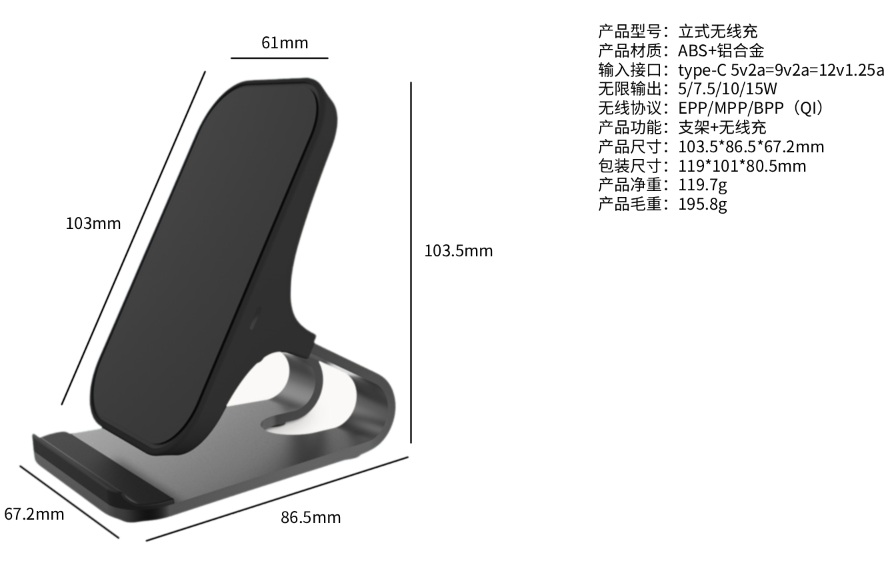 61mm
103mm
103.5mm
67.2mm
86.5mm
产品型号：立式无线充
产品材质：ABS+铝合金
输入接口：type-C 5v2a=9v2a=12v1.25a
无限输出：5/7.5/10/15W
无线协议：EPP/MPP/BPP（QI）
产品功能：支架+无线充
产品尺寸：103.5*86.5*67.2mm
包装尺寸：119*101*80.5mm
产品净重：119.7g
产品毛重：195.8g